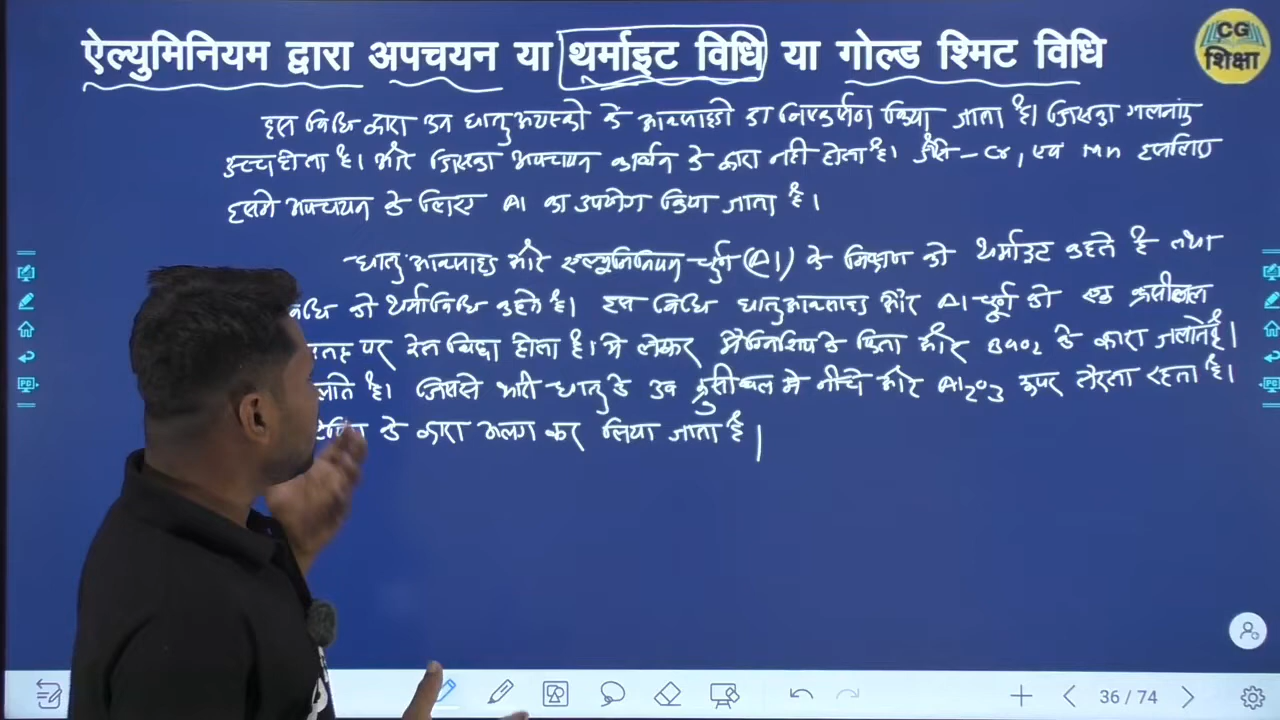 ऐल्युमिनियम द्वारा अपचयन या थर्माइट विधि या गोल्ड श्मिट विधि
CG
शिक्षा
इस विधि द्वारा उन धातु अयस्को के आक्साइडो का निष्कर्षण किया जाता है। जिसका गलनांक
उच्च होता है। और जिसका अपचयन कार्बन के द्वारा नही होता है। जैसे - Cr, एवं Mn इसलिए
इसमे अपचयन के लिए Al का उपयोग किया जाता है।
धातु आक्साइड और एल्युमिनियम चुर्ण (Al) के मिश्रण को थर्माइट कहते है तथा
विधि को थर्माविधि कहते है। इस विधि धातुआक्साइड और Al चूर्ण को एक क्रुसीबल
पर रेत बिछा होता है। मे लेकर मैग्निशियम के फिता और BaO2 के द्वारा जलाते है।
है। जिससे भारी धातु के उब क्रुसीबल मे नीचे और Al2O3 ऊपर तैरता रहता है।
के द्वारा अलग कर लिया जाता है।
36 / 74